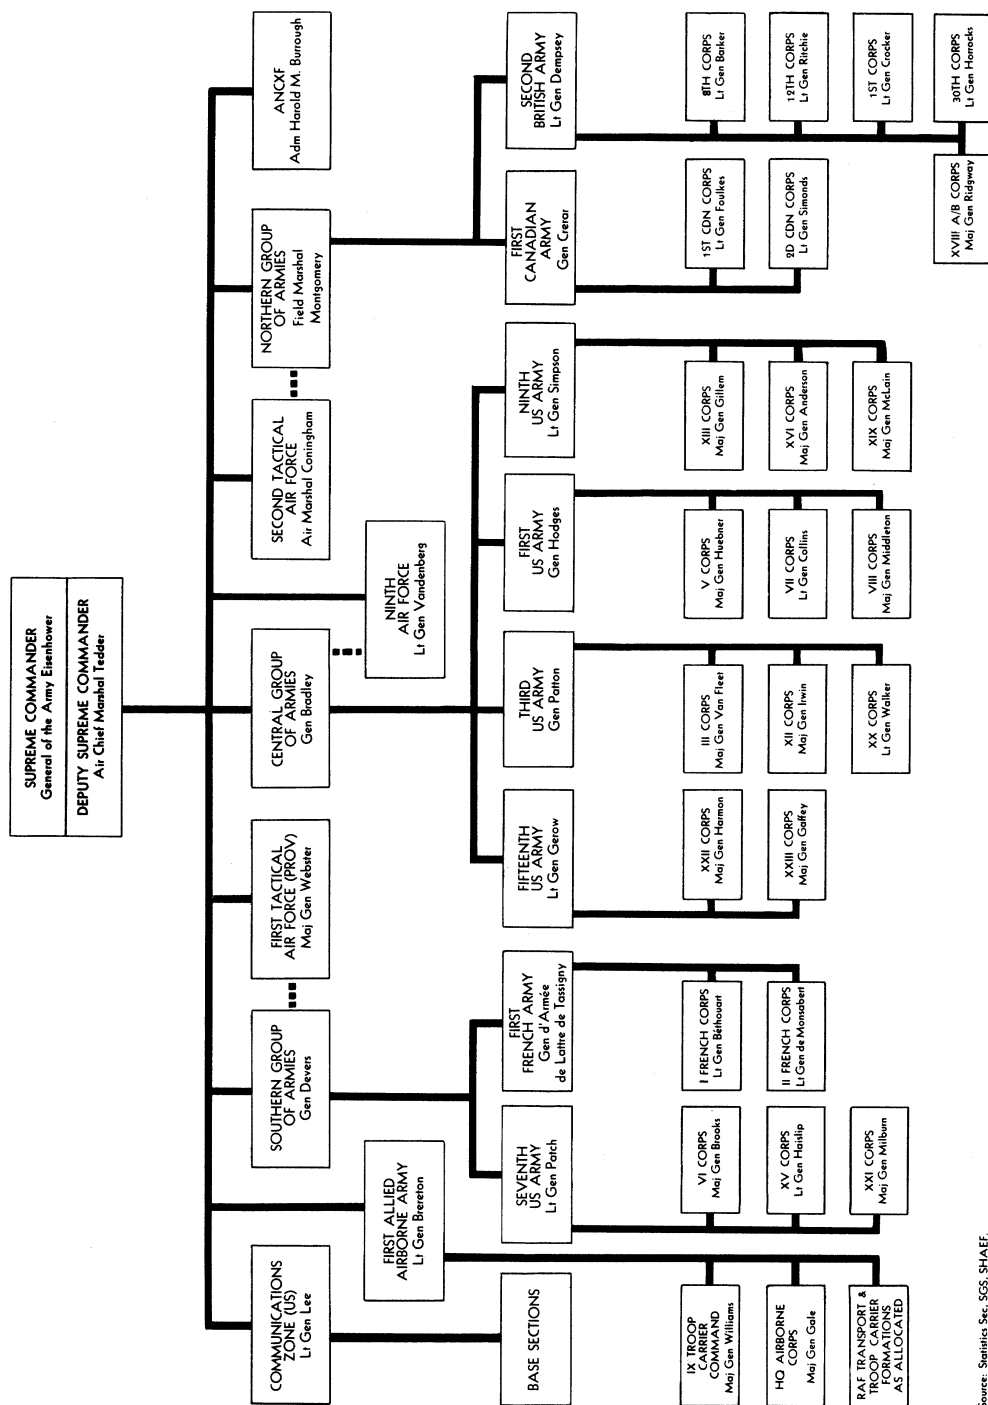 SUPREME COMMANDER
General of the Army Eisenhower
DEPUTY SUPREME COMMANDER
Air Chief Marshal Tedder
COMMUNICATIONS
ZONE (US)
Lt Gen Lee
SOUTHERN GROUP
OF ARMIES
Gen Devers
FIRST TACTICAL
AIR FORCE (PROV)
Maj Gen Webster
CENTRAL GROUP
OF ARMIES
Gen Bradley
SECOND TACTICAL
AIR FORCE
Air Marshal Coningham
NORTHERN GROUP
OF ARMIES
Field Marshal
Montgomery
ANCXF
Adm Harold M. Burrough
FIRST ALLIED
AIRBORNE ARMY
Lt Gen Brereton
NINTH
AIR FORCE
Lt Gen Vandenberg
BASE SECTIONS
SEVENTH
US ARMY
Lt Gen Patch
FIRST
FRENCH ARMY
Gen d'Armée
de Lattre de Tassigny
FIFTEENTH
US ARMY
Lt Gen Gerow
THIRD
US ARMY
Gen Patton
FIRST
US ARMY
Gen Hodges
NINTH
US ARMY
Lt Gen Simpson
FIRST
CANADIAN
ARMY
Gen Crerar
SECOND
BRITISH ARMY
Lt Gen Dempsey
IX TROOP
CARRIER
COMMAND
Maj Gen Williams
VI CORPS
Maj Gen Brooks
I FRENCH CORPS
Lt Gen Béthouart
XXII CORPS
Maj Gen Harmon
III CORPS
Maj Gen Van Fleet
V CORPS
Maj Gen Huebner
XIII CORPS
Maj Gen Gillem
1ST CDN CORPS
Lt Gen Foulkes
8TH CORPS
Lt Gen Barker
HQ AIRBORNE
CORPS
Maj Gen Gale
XV CORPS
Lt Gen Haislip
II FRENCH CORPS
Lt Gen de Monsabert
XXIII CORPS
Maj Gen Gaffey
XII CORPS
Maj Gen Irwin
VII CORPS
Lt Gen Collins
XVI CORPS
Maj Gen Anderson
2D CDN CORPS
Lt Gen Simonds
12TH CORPS
Lt Gen Ritchie
RAF TRANSPORT &
TROOP CARRIER
FORMATIONS
AS ALLOCATED
XXI CORPS
Maj Gen Milburn
XX CORPS
Lt Gen Walker
VIII CORPS
Maj Gen Middleton
XIX CORPS
Maj Gen McLain
1ST CORPS
Lt Gen Crocker
XVIII A/B CORPS
Maj Gen Ridgway
30TH CORPS
Lt Gen Horrocks
Source: Statistics Sec, SGS, SHAEF.